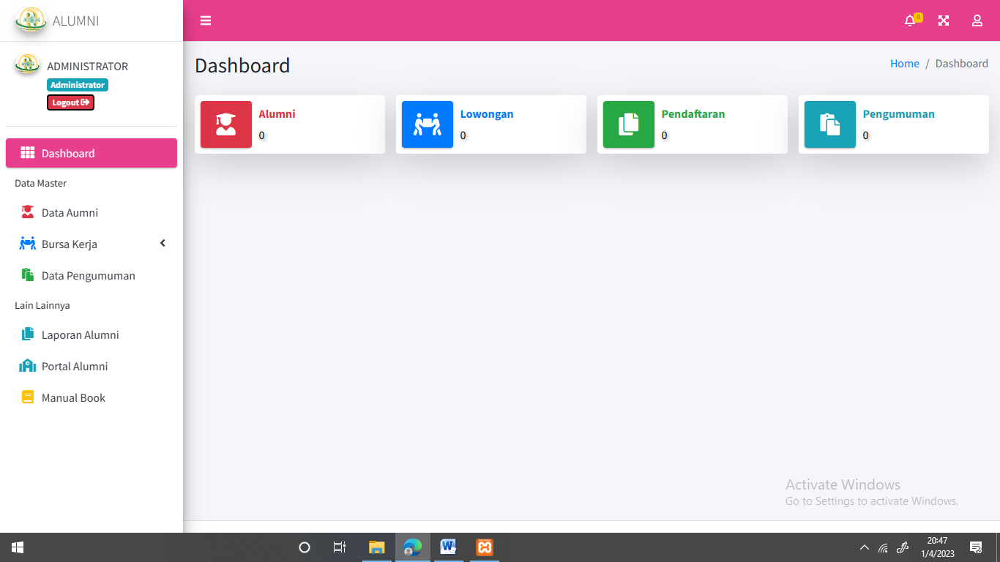 ALUMNI
0
ADMINISTRATOR
Administrator
Logout
Dashboard
Home / Dashboard
Dashboard
Data Master
Data Aumni
Bursa Kerja
Data Pengumuman
Lain Lainnya
Laporan Alumni
Portal Alumni
Manual Book
Alumni
0
Lowongan
0
Pendaftaran
0
Pengumuman
0
Activate Windows
Go to Settings to activate Windows.
20:47
1/4/2023